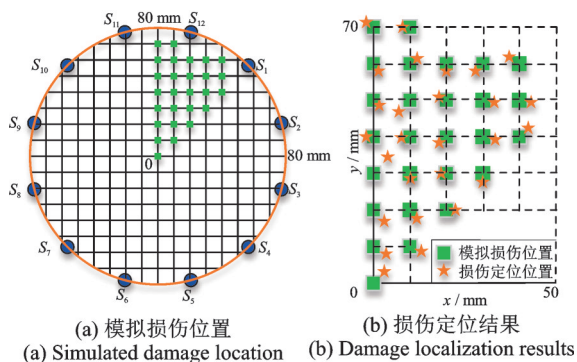 S₁₁ 80 mm S₁₂
S₁₀ S₁
S₉ S₂
0 80 mm
S₈ S₃
S₇ S₄
S₆ S₅
(a) 模拟损伤位置
(a) Simulated damage location
70
y / mm
模拟损伤位置
损伤定位位置
0 x / mm 50
(b) 损伤定位结果
(b) Damage localization results